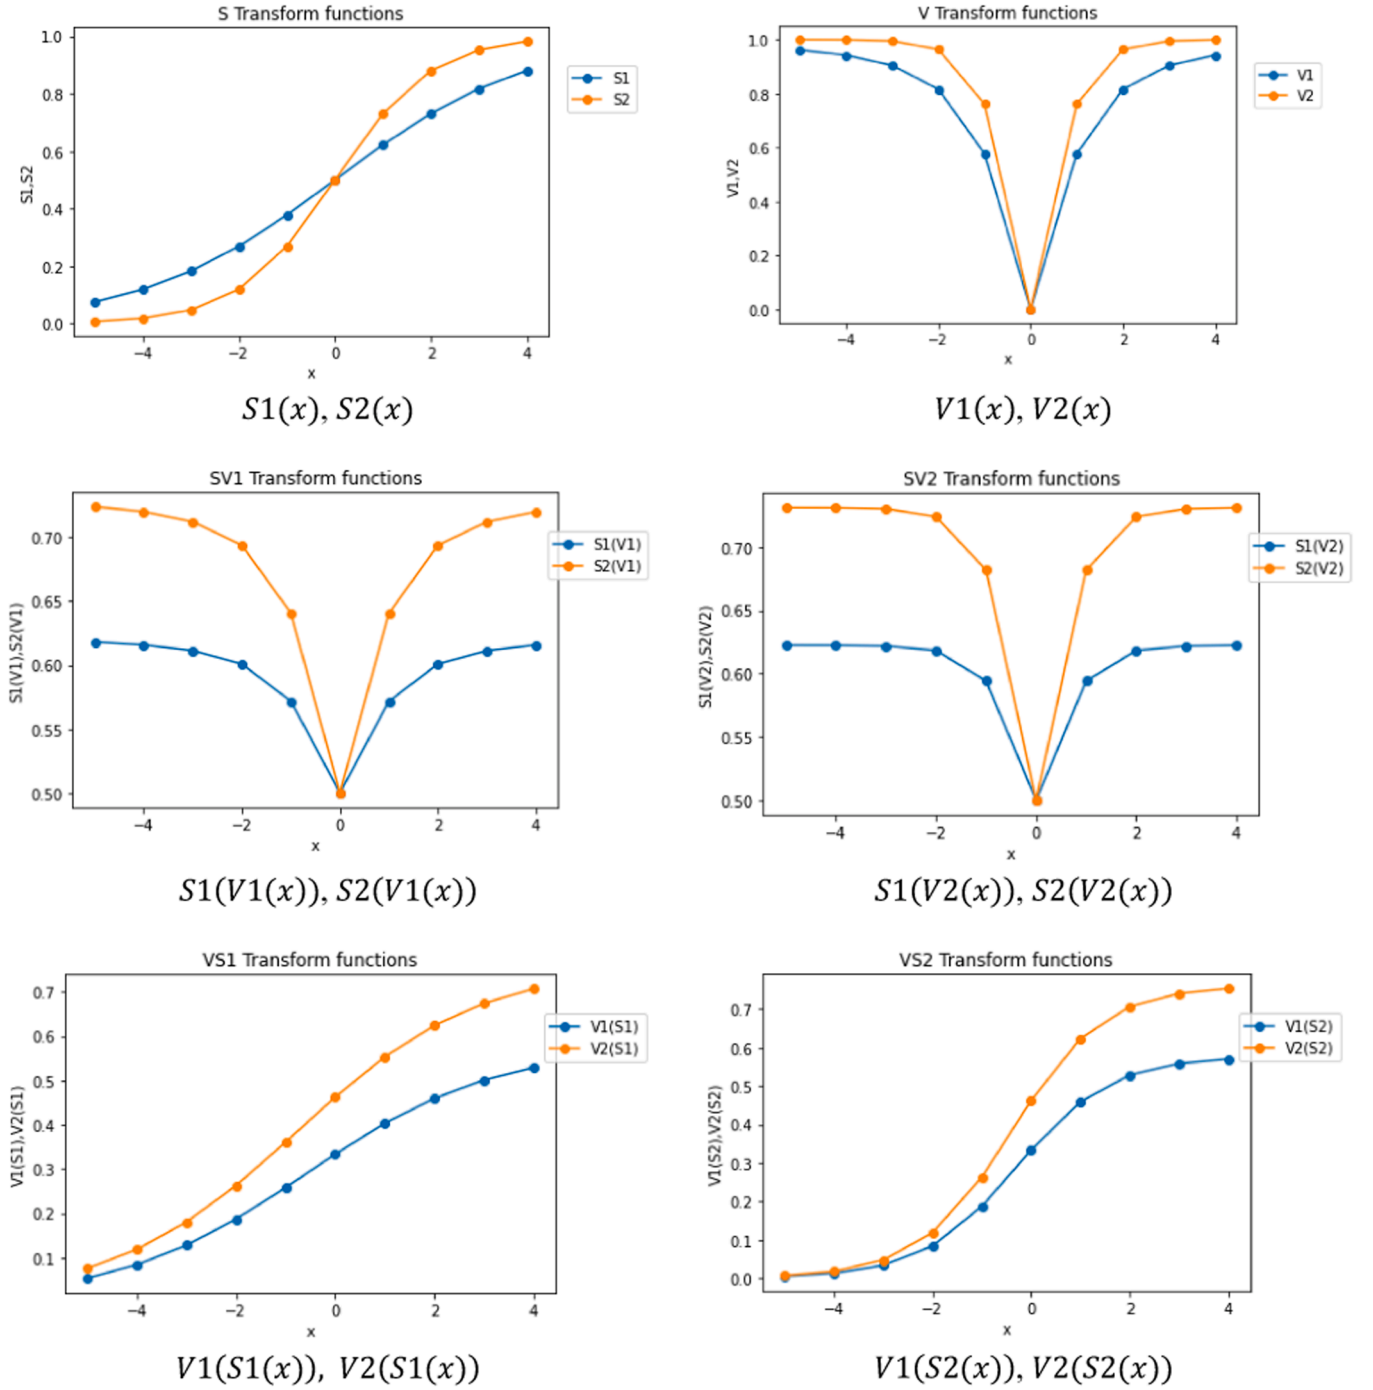 S Transform functions
1.0
0.8
0.6
0.4
0.2
0.0
S1,S2
−4 −2 0 2 4
x
S1
S2
S1(x), S2(x)
V Transform functions
1.0
0.8
0.6
0.4
0.2
0.0
V1,V2
−4 −2 0 2 4
x
V1
V2
V1(x), V2(x)
SV1 Transform functions
0.70
0.65
0.60
0.55
0.50
S1(V1),S2(V1)
−4 −2 0 2 4
x
S1(V1)
S2(V1)
S1(V1(x)), S2(V1(x))
SV2 Transform functions
0.70
0.65
0.60
0.55
0.50
S1(V2),S2(V2)
−4 −2 0 2 4
x
S1(V2)
S2(V2)
S1(V2(x)), S2(V2(x))
VS1 Transform functions
0.7
0.6
0.5
0.4
0.3
0.2
0.1
V1(S1),V2(S1)
−4 −2 0 2 4
x
V1(S1)
V2(S1)
V1(S1(x)), V2(S1(x))
VS2 Transform functions
0.7
0.6
0.5
0.4
0.3
0.2
0.1
0.0
V1(S2),V2(S2)
−4 −2 0 2 4
x
V1(S2)
V2(S2)
V1(S2(x)), V2(S2(x))